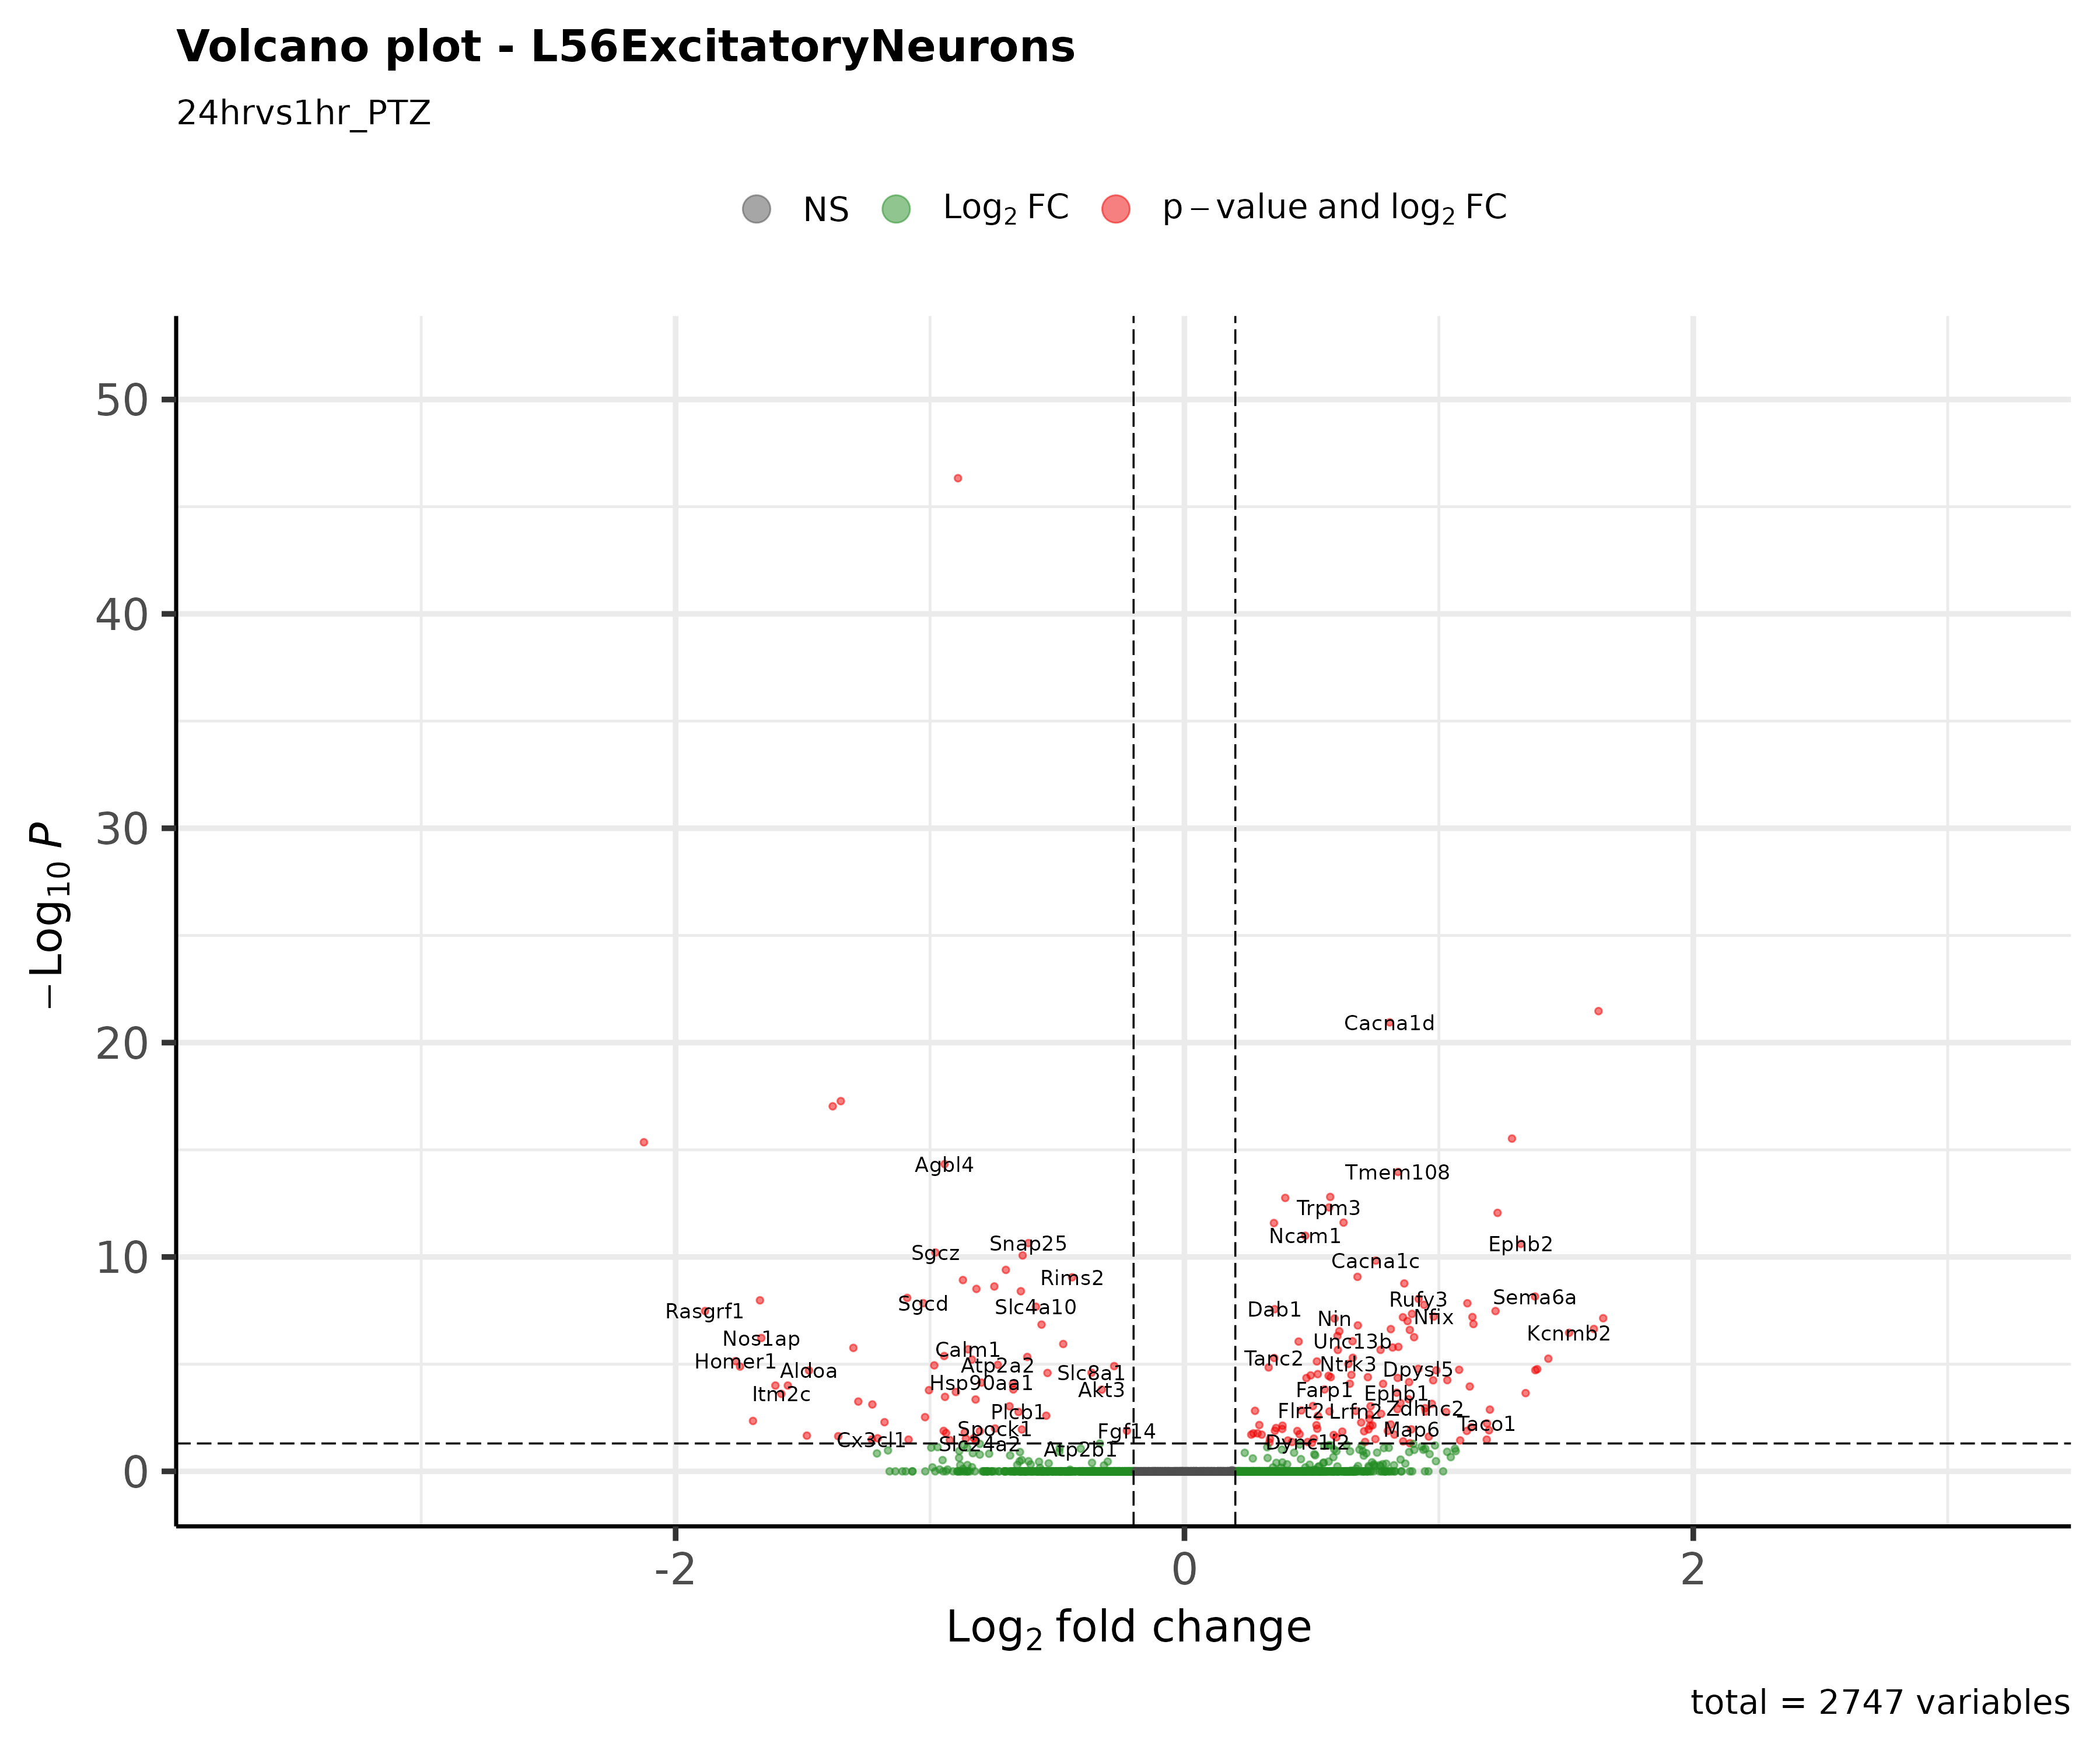 Volcano plot - L56ExcitatoryNeurons
24hrvs1hr_PTZ
NS Log2 FC p – value and log2 FC
50
40
30
20
10
0
−Log10 P
Cacna1d
Agbl4
Tmem108
Trpm3
Ncam1
Snap25
Sgcz
Ephb2
Cacna1c
Rims2
Sgcd
Slc4a10
Rasgrf1
Dab1
Rufy3
Sema6a
Nin
Nfix
Nos1ap
Kcnmb2
Calm1
Unc13b
Homer1
Atp2a2
Tanc2
Ntrk3
Aldoa
Slc8a1
Dpysl5
Hsp90aa1
Itm2c
Akt3
Farp1
Ephb1
Plcb1
Flrt2
Lrfn2
Zdhhc2
Spock1
Fgf14
Map6
Taco1
Cx3cl1
Slc24a2
Atp2b1
Dync1i2
-2 0 2
Log2 fold change
total = 2747 variables